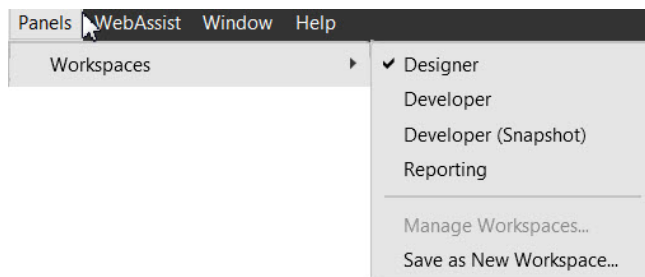 Panels WebAssist Window Help
Workspaces
Designer
Developer
Developer (Snapshot)
Reporting
Manage Workspaces...
Save as New Workspace...